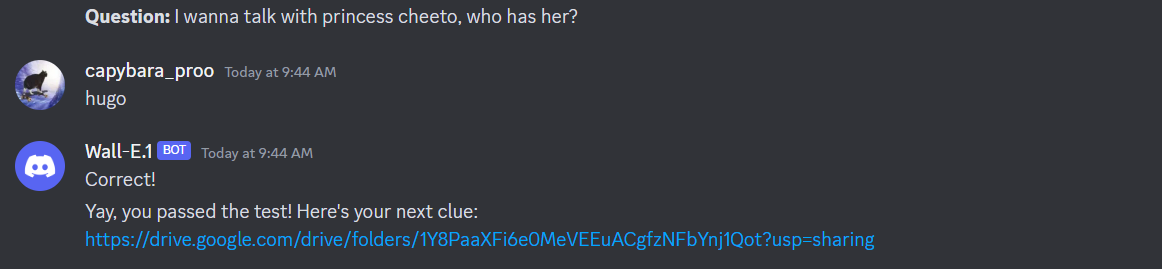 Question: I wanna talk with princess cheeto, who has her?
capybara_proo Today at 9:44 AM
hugo
Wall-E.1 BOT Today at 9:44 AM
Correct!
Yay, you passed the test! Here's your next clue:
https://drive.google.com/drive/folders/1Y8PaaXFi6e0MeVEEuACgfzNFbYnj1Qot?usp=sharing